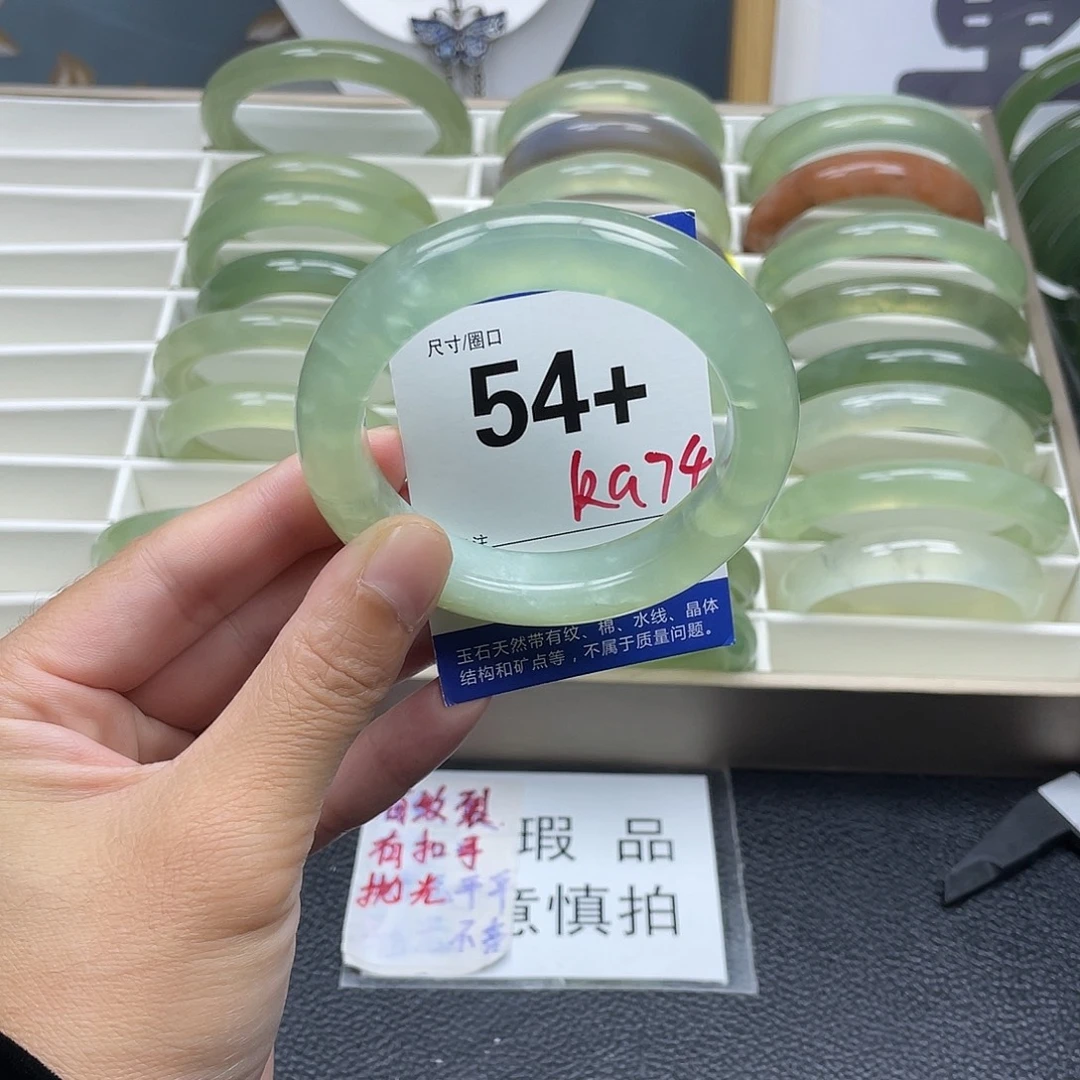 尺寸/圈口
54+
ka74
注
玉石天然带有纹、棉、水线、晶体
结构和矿点等，不属于质量问题。
纹裂
有扣手
抛光
瑕 品
慎拍